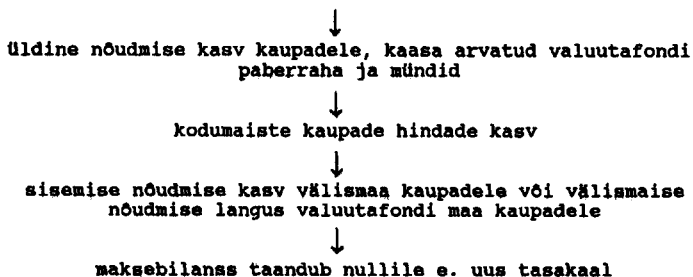 ↓
üldine nõudmise kasv kaupadele, kaasa arvatud valuutafondi
paberraha ja mündid
↓
kodumaiste kaupade hindade kasv
↓
sisemise nõudmise kasv välismaa kaupadele või välismaise
nõudmise langus valuutafondi maa kaupadele
↓
maksebilanss taandub nullile e. uus tasakaal